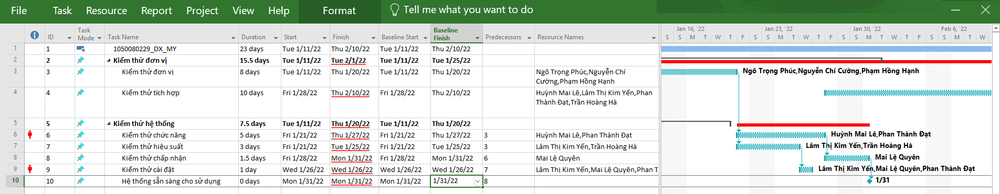 File Task Resource Report Project View Help Format Tell me what you want to do
Jan 16, '22 Jan 23, '22 Jan 30, '22 Feb 6, '22
ID Task Mode Task Name Duration Start Finish Baseline Start Baseline Finish Predecessors Resource Names
S S M T W T F S S M T W T F S S M T W T F S S M T W
1 1 1050080229_DX_MY 23 days Tue 1/11/22 Thu 2/10/22 Tue 1/11/22 Thu 2/10/22
2 2 Kiểm thử đơn vị 15.5 days Tue 1/11/22 Tue 2/1/22 Tue 1/11/22 Tue 1/25/22
3 3 Kiểm thử đơn vị 8 days Tue 1/11/22 Thu 1/20/22 Tue 1/11/22 Thu 1/20/22 Ngô Trọng Phúc,Nguyễn Chí Cường,Phạm Hồng Hạnh
Ngô Trọng Phúc,Nguyễn Chí Cường,Phạm Hồng Hạnh
4 4 Kiểm thử tích hợp 10 days Fri 1/28/22 Thu 2/10/22 Fri 1/28/22 Thu 2/10/22 Huỳnh Mai Lê,Lâm Thị Kim Yến,Phan Thành Đạt,Trần Hoàng Hà
5 5 Kiểm thử hệ thống 7.5 days Tue 1/11/22 Thu 1/20/22 Tue 1/11/22 Thu 1/20/22
6 6 Kiểm thử chức năng 5 days Fri 1/21/22 Thu 1/27/22 Fri 1/21/22 Thu 1/27/22 3 Huỳnh Mai Lê,Phan Thành Đạt
Huỳnh Mai Lê,Phan Thành Đạt
7 7 Kiểm thử hiệu suất 3 days Fri 1/21/22 Tue 1/25/22 Fri 1/21/22 Tue 1/25/22 3 Lâm Thị Kim Yến,Trần Hoàng Hà
Lâm Thị Kim Yến,Trần Hoàng Hà
8 8 Kiểm thử chấp nhận 1.5 days Fri 1/28/22 Mon 1/31/22 Fri 1/28/22 Mon 1/31/22 6 Mai Lệ Quyên
Mai Lệ Quyên
9 9 Kiểm thử cài đặt 1 day Wed 1/26/22 Wed 1/26/22 Wed 1/26/22 Wed 1/26/22 7 Lâm Thị Kim Yến,Mai Lệ Quyên,Phan T
Lâm Thị Kim Yến,Mai Lệ Quyên,Phan Thành Đạt
10 10 Hệ thống sẵn sàng cho sử dụng 0 days Mon 1/31/22 Mon 1/31/22 Mon 1/31/22 1/31/22 8
1/31